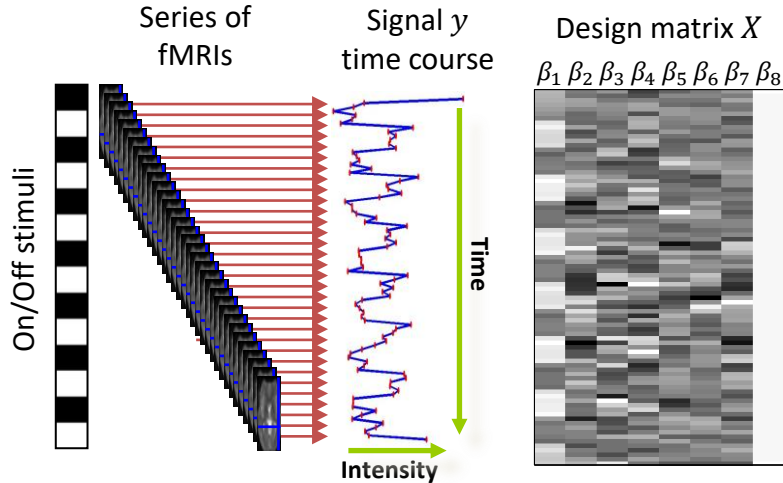 Series of
fMRIs
Signal y
time course
Design matrix X
β1 β2 β3 β4 β5 β6 β7 β8
On/Off stimuli
Time
Intensity